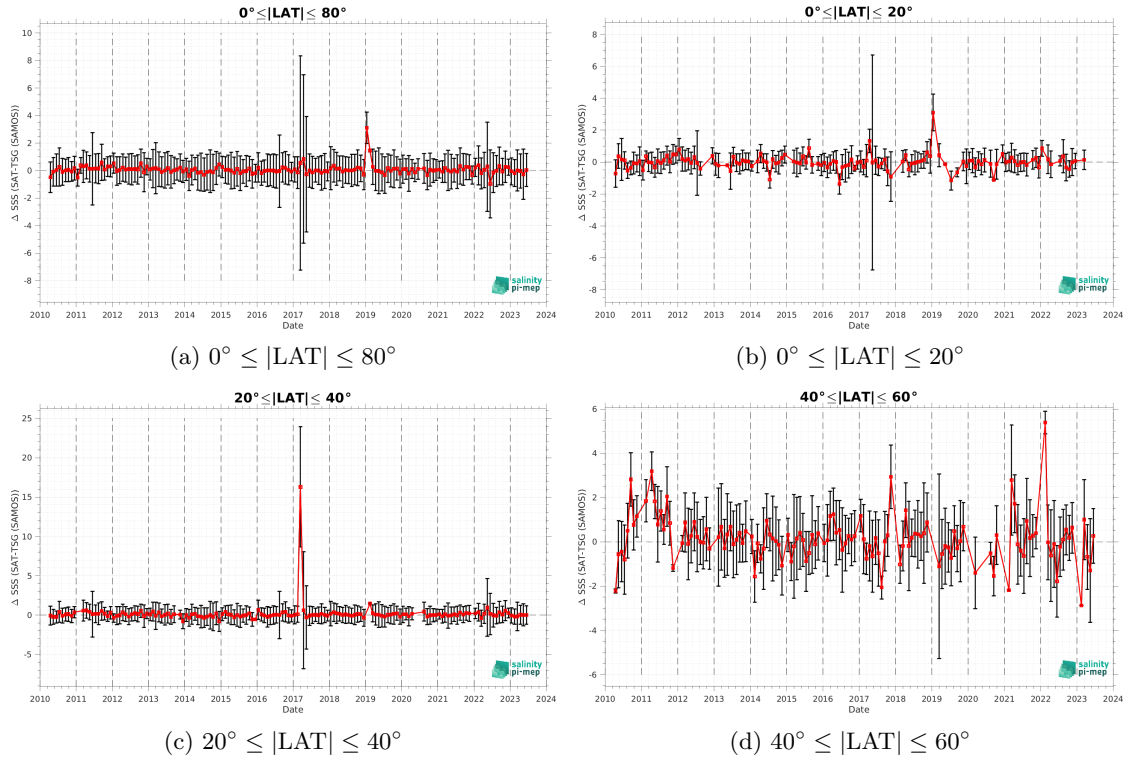 0°≤|LAT|≤ 80°
Δ SSS (SAT-TSG (SAMOS))
10
8
6
4
2
0
-2
-4
-6
-8
2010 2011 2012 2013 2014 2015 2016 2017 2018 2019 2020 2021 2022 2023 2024
Date
salinity
pi-mep
(a) 0° ≤ |LAT| ≤ 80°
0°≤|LAT|≤ 20°
Δ SSS (SAT-TSG (SAMOS))
8
6
4
2
0
-2
-4
-6
-8
2010 2011 2012 2013 2014 2015 2016 2017 2018 2019 2020 2021 2022 2023 2024
Date
salinity
pi-mep
(b) 0° ≤ |LAT| ≤ 20°
20°≤|LAT|≤ 40°
Δ SSS (SAT-TSG (SAMOS))
25
20
15
10
5
0
-5
2010 2011 2012 2013 2014 2015 2016 2017 2018 2019 2020 2021 2022 2023 2024
Date
salinity
pi-mep
(c) 20° ≤ |LAT| ≤ 40°
40°≤|LAT|≤ 60°
Δ SSS (SAT-TSG (SAMOS))
6
4
2
0
-2
-4
-6
2010 2011 2012 2013 2014 2015 2016 2017 2018 2019 2020 2021 2022 2023 2024
Date
salinity
pi-mep
(d) 40° ≤ |LAT| ≤ 60°